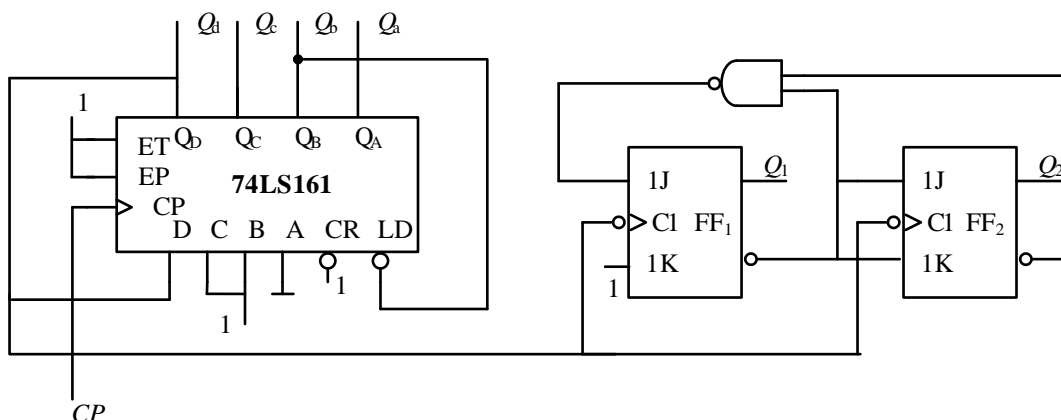 Qd Qc Qb Qa
1
QD QC QB QA
ET
EP
74LS161
CP
D C B A CR LD
1
1
CP
1J Q1
C1 FF1
1K
1
1J Q2
C1 FF2
1K